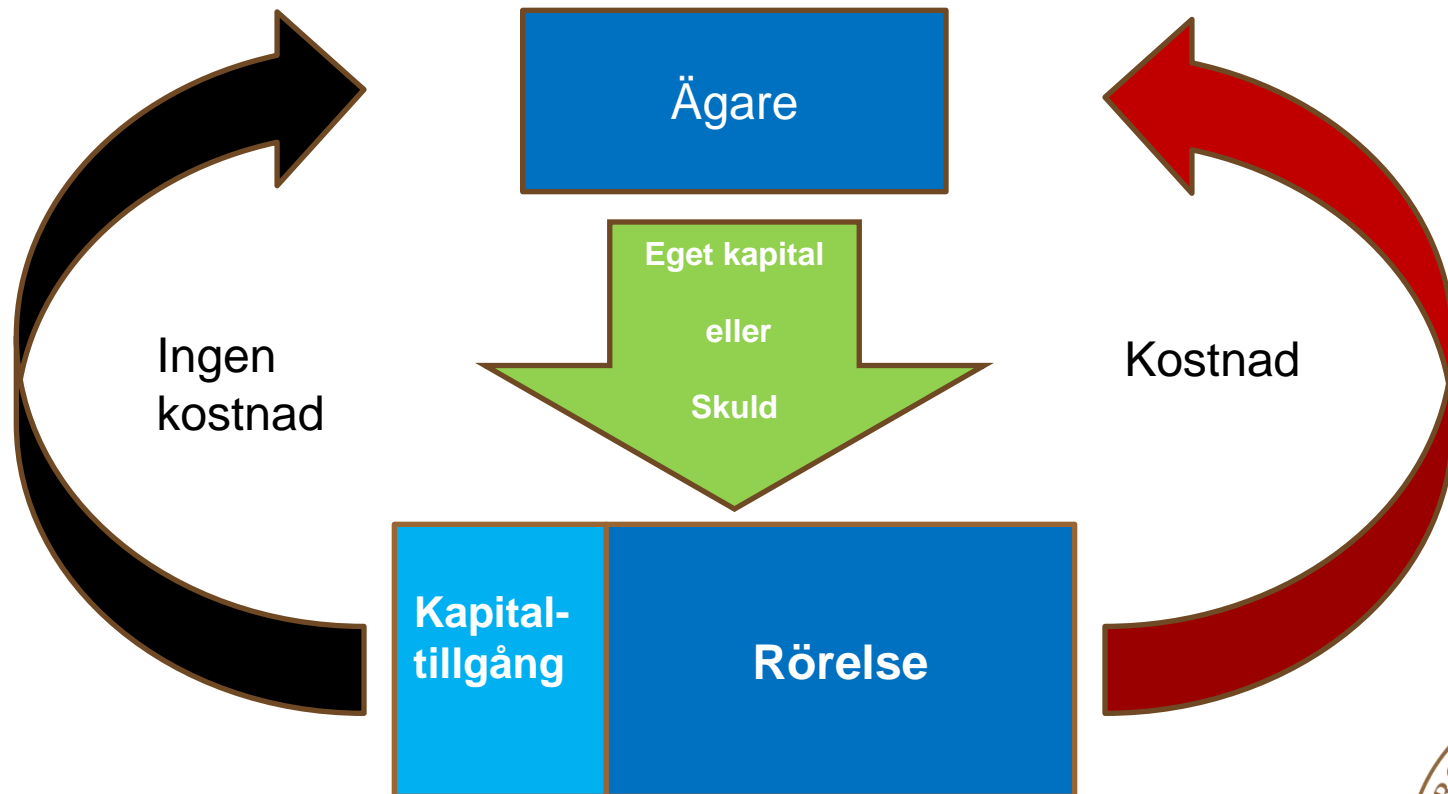 Ägare
Eget kapital
eller
Skuld
Ingen
kostnad
Kostnad
Kapital-
tillgång
Rörelse